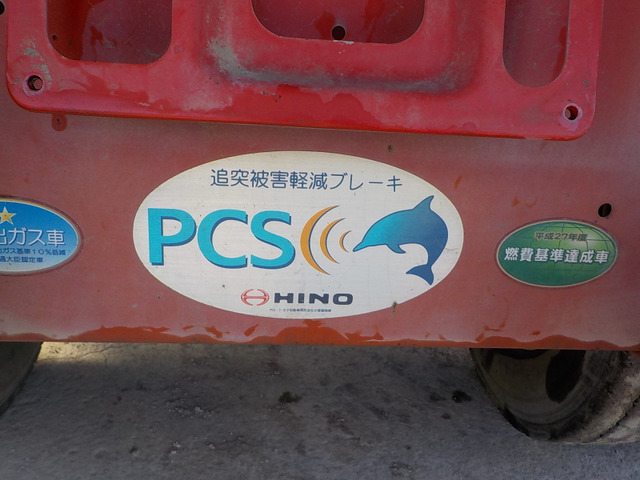 追突被害軽減ブレーキ
PCS
HINO
出ガス車
ガス基準10%低減
平成27年度
燃費基準達成車